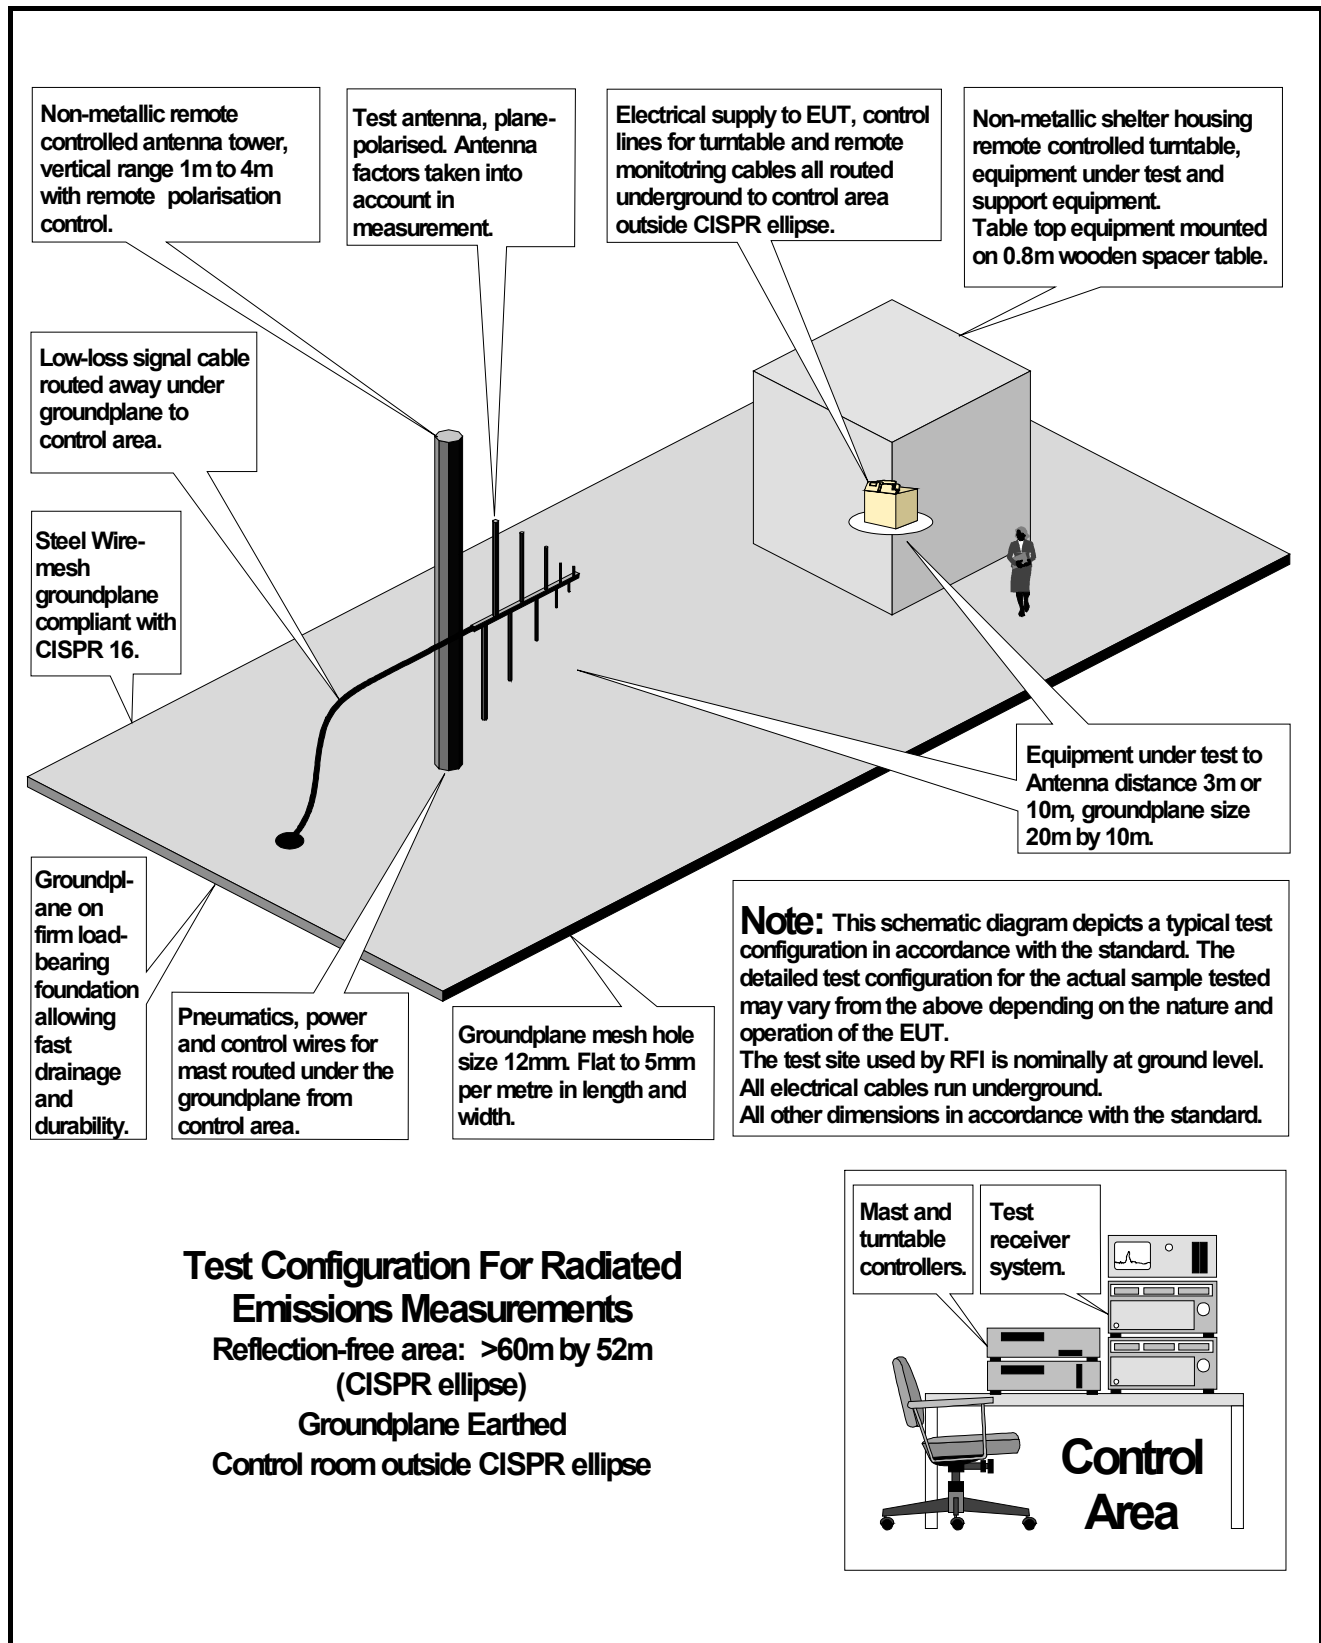 Non-metallic remote
controlled antenna tower,
vertical range 1m to 4m
with remote polarisation
control.
Test antenna, plane-
polarised. Antenna
factors taken into
account in
measurement.
Electrical supply to EUT, control
lines for turntable and remote
monitotring cables all routed
underground to control area
outside CISPR ellipse.
Non-metallic shelter housing
remote controlled turntable,
equipment under test and
support equipment.
Table top equipment mounted
on 0.8m wooden spacer table.
Low-loss signal cable
routed away under
groundplane to
control area.
Steel Wire-
mesh
groundplane
compliant with
CISPR 16.
Equipment under test to
Antenna distance 3m or
10m, groundplane size
20m by 10m.
Groundpl-
ane on
firm load-
bearing
foundation
allowing
fast
drainage
and
durability.
Pneumatics, power
and control wires for
mast routed under the
groundplane from
control area.
Groundplane mesh hole
size 12mm. Flat to 5mm
per metre in length and
width.
Note: This schematic diagram depicts a typical test
configuration in accordance with the standard. The
detailed test configuration for the actual sample tested
may vary from the above depending on the nature and
operation of the EUT.
The test site used by RFI is nominally at ground level.
All electrical cables run underground.
All other dimensions in accordance with the standard.
Test Configuration For Radiated
Emissions Measurements
Reflection-free area: >60m by 52m
(CISPR ellipse)
Groundplane Earthed
Control room outside CISPR ellipse
Mast and
turntable
controllers.
Test
receiver
system.
Control
Area